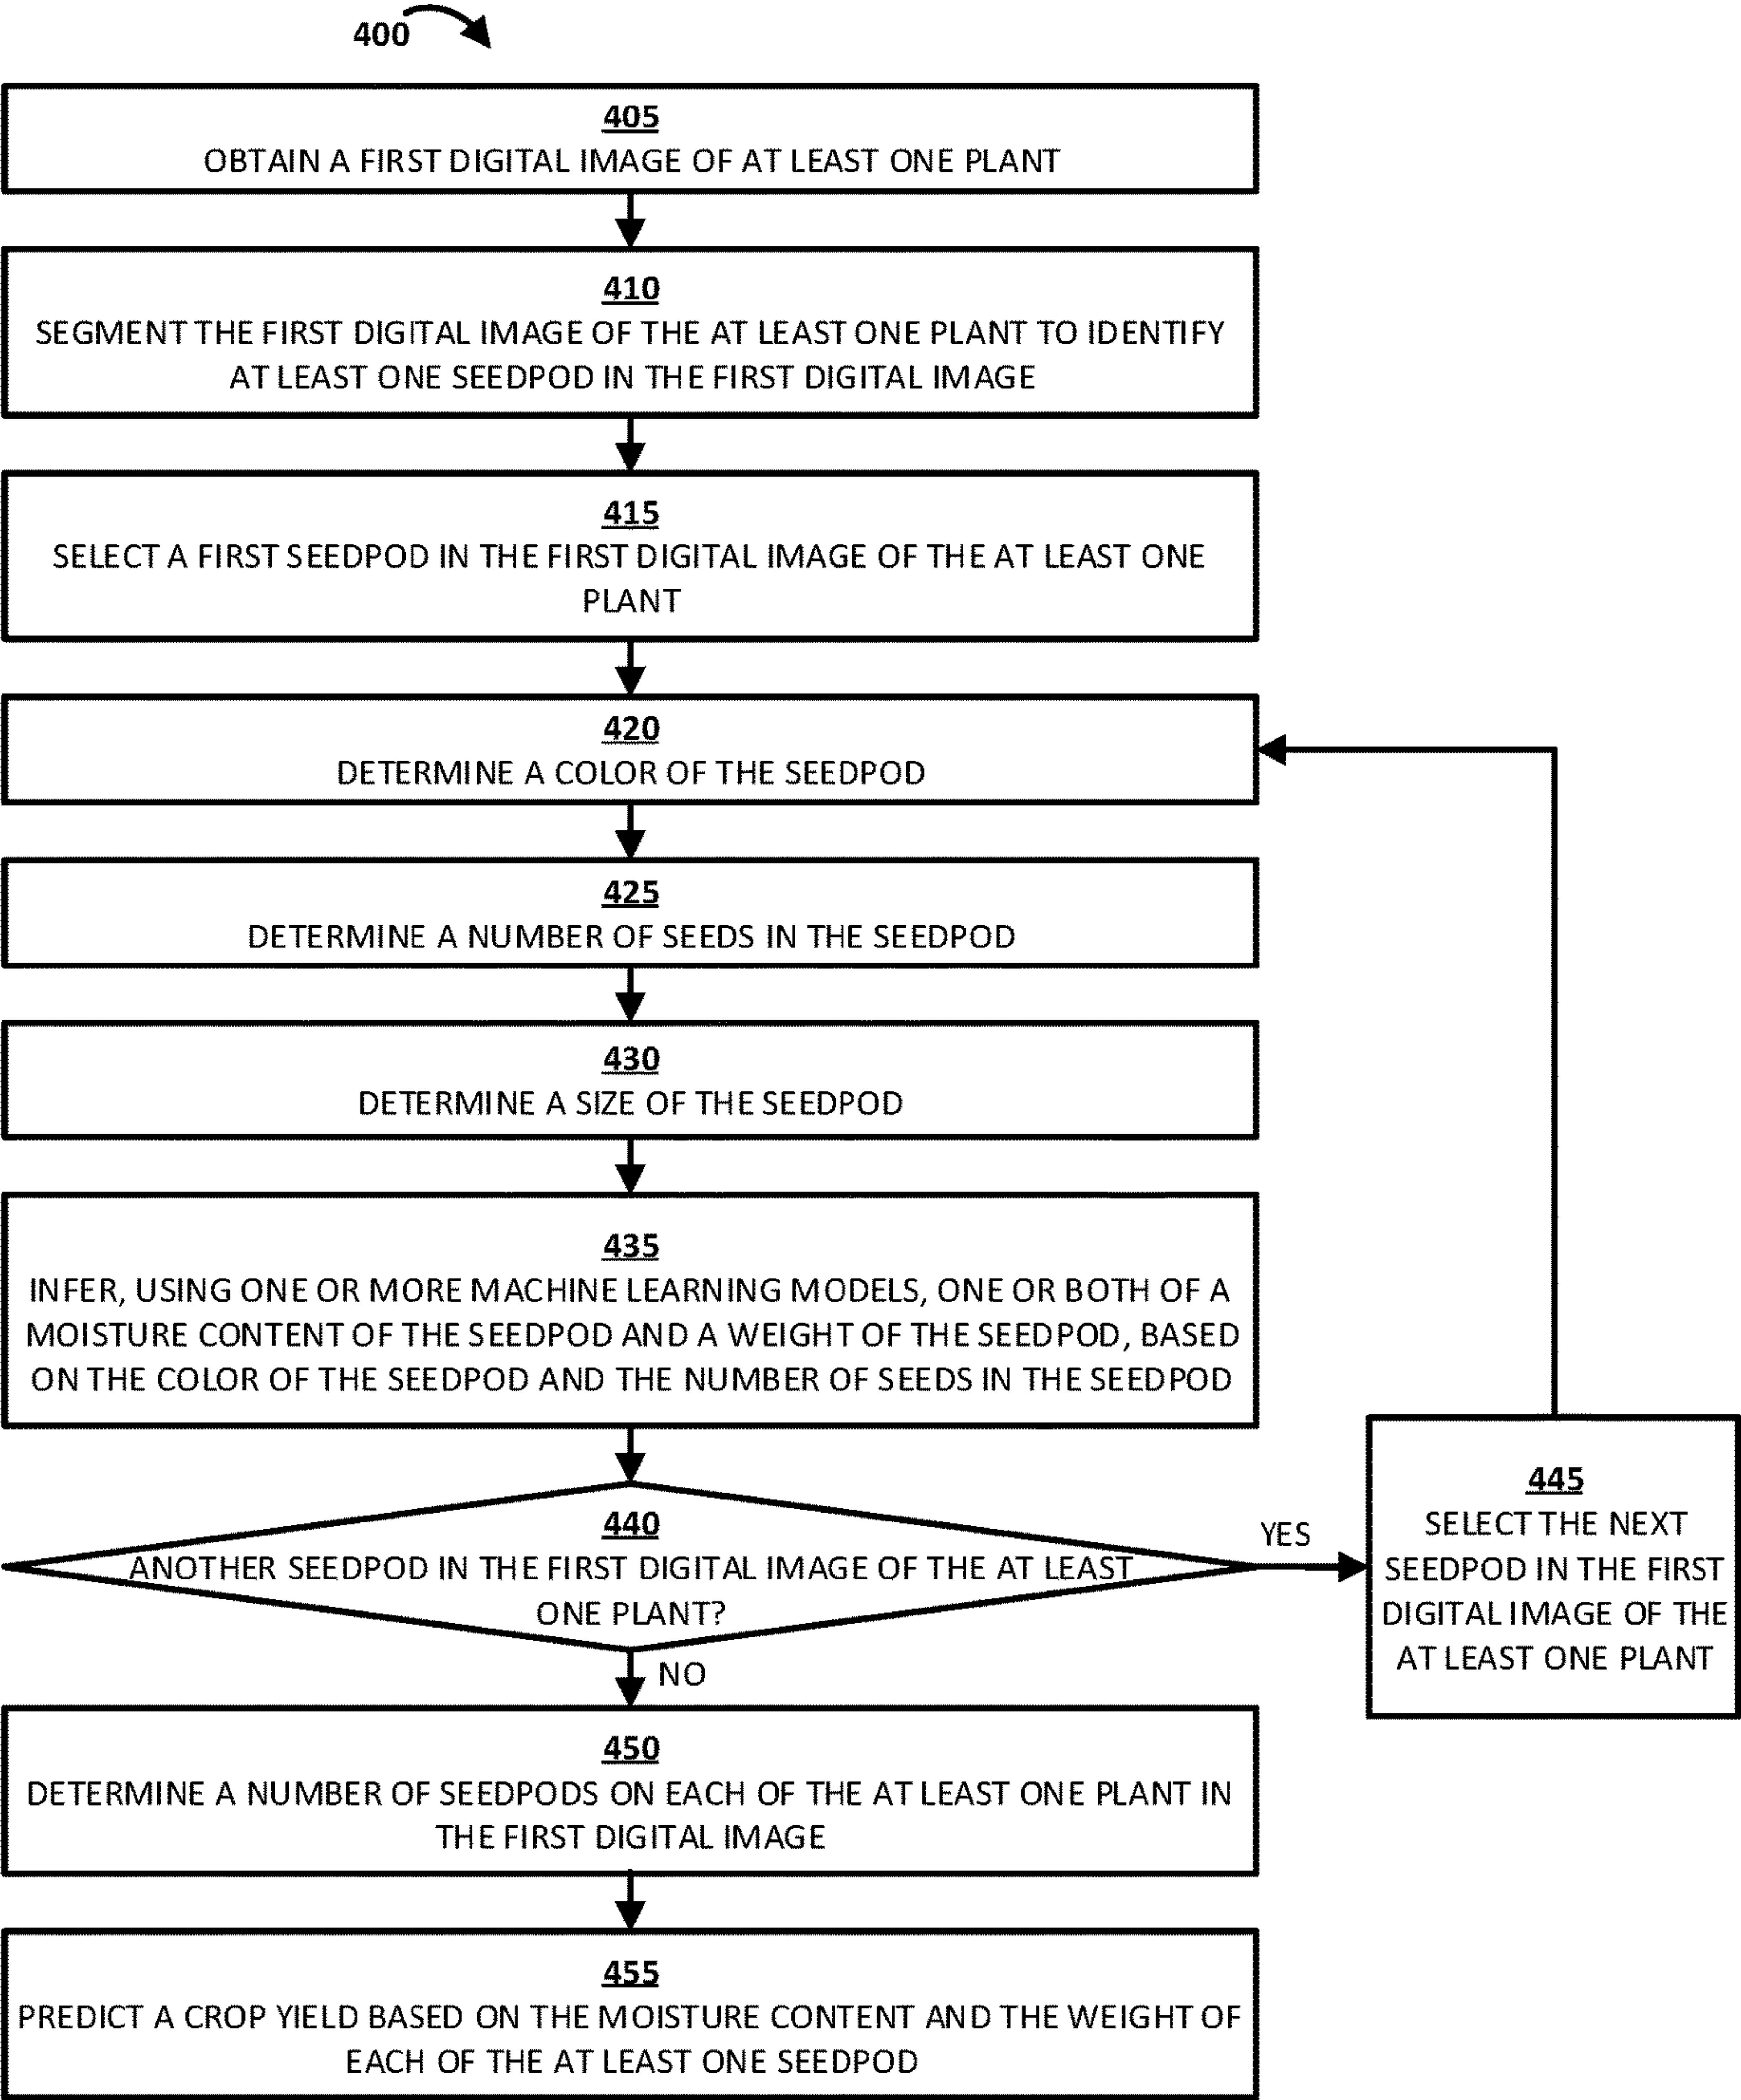 400
405
OBTAIN A FIRST DIGITAL IMAGE OF AT LEAST ONE PLANT
410
SEGMENT THE FIRST DIGITAL IMAGE OF THE AT LEAST ONE PLANT TO IDENTIFY
AT LEAST ONE SEEDPOD IN THE FIRST DIGITAL IMAGE
415
SELECT A FIRST SEEDPOD IN THE FIRST DIGITAL IMAGE OF THE AT LEAST ONE
PLANT
420
DETERMINE A COLOR OF THE SEEDPOD
425
DETERMINE A NUMBER OF SEEDS IN THE SEEDPOD
430
DETERMINE A SIZE OF THE SEEDPOD
435
INFER, USING ONE OR MORE MACHINE LEARNING MODELS, ONE OR BOTH OF A
MOISTURE CONTENT OF THE SEEDPOD AND A WEIGHT OF THE SEEDPOD, BASED
ON THE COLOR OF THE SEEDPOD AND THE NUMBER OF SEEDS IN THE SEEDPOD
440
ANOTHER SEEDPOD IN THE FIRST DIGITAL IMAGE OF THE AT LEAST
ONE PLANT?
YES
445
SELECT THE NEXT
SEEDPOD IN THE FIRST
DIGITAL IMAGE OF THE
AT LEAST ONE PLANT
NO
450
DETERMINE A NUMBER OF SEEDPODS ON EACH OF THE AT LEAST ONE PLANT IN
THE FIRST DIGITAL IMAGE
455
PREDICT A CROP YIELD BASED ON THE MOISTURE CONTENT AND THE WEIGHT OF
EACH OF THE AT LEAST ONE SEEDPOD